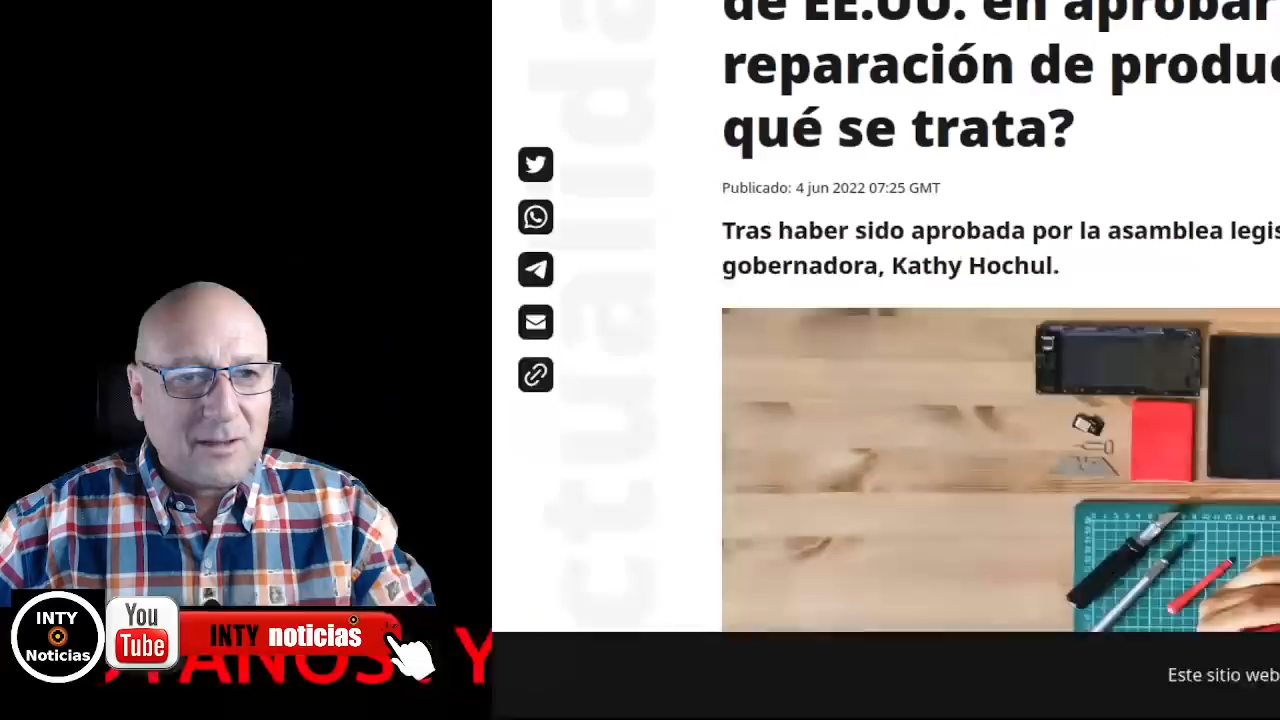 de EE.UU. en aprobar
reparación de produc
qué se trata?
Publicado: 4 jun 2022 07:25 GMT
Tras haber sido aprobada por la asamblea legis
gobernadora, Kathy Hochul.
INTY
Noticias
You
Tube
INTY noticias
Y
Este sitio web